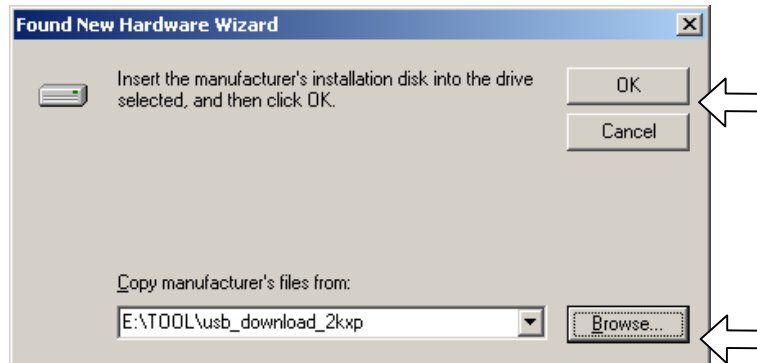 Found New Hardware Wizard
Insert the manufacturer's installation disk into the drive
selected, and then click OK.
OK
Cancel
Copy manufacturer's files from:
E:\TOOL\usb_download_2kxp
Browse...